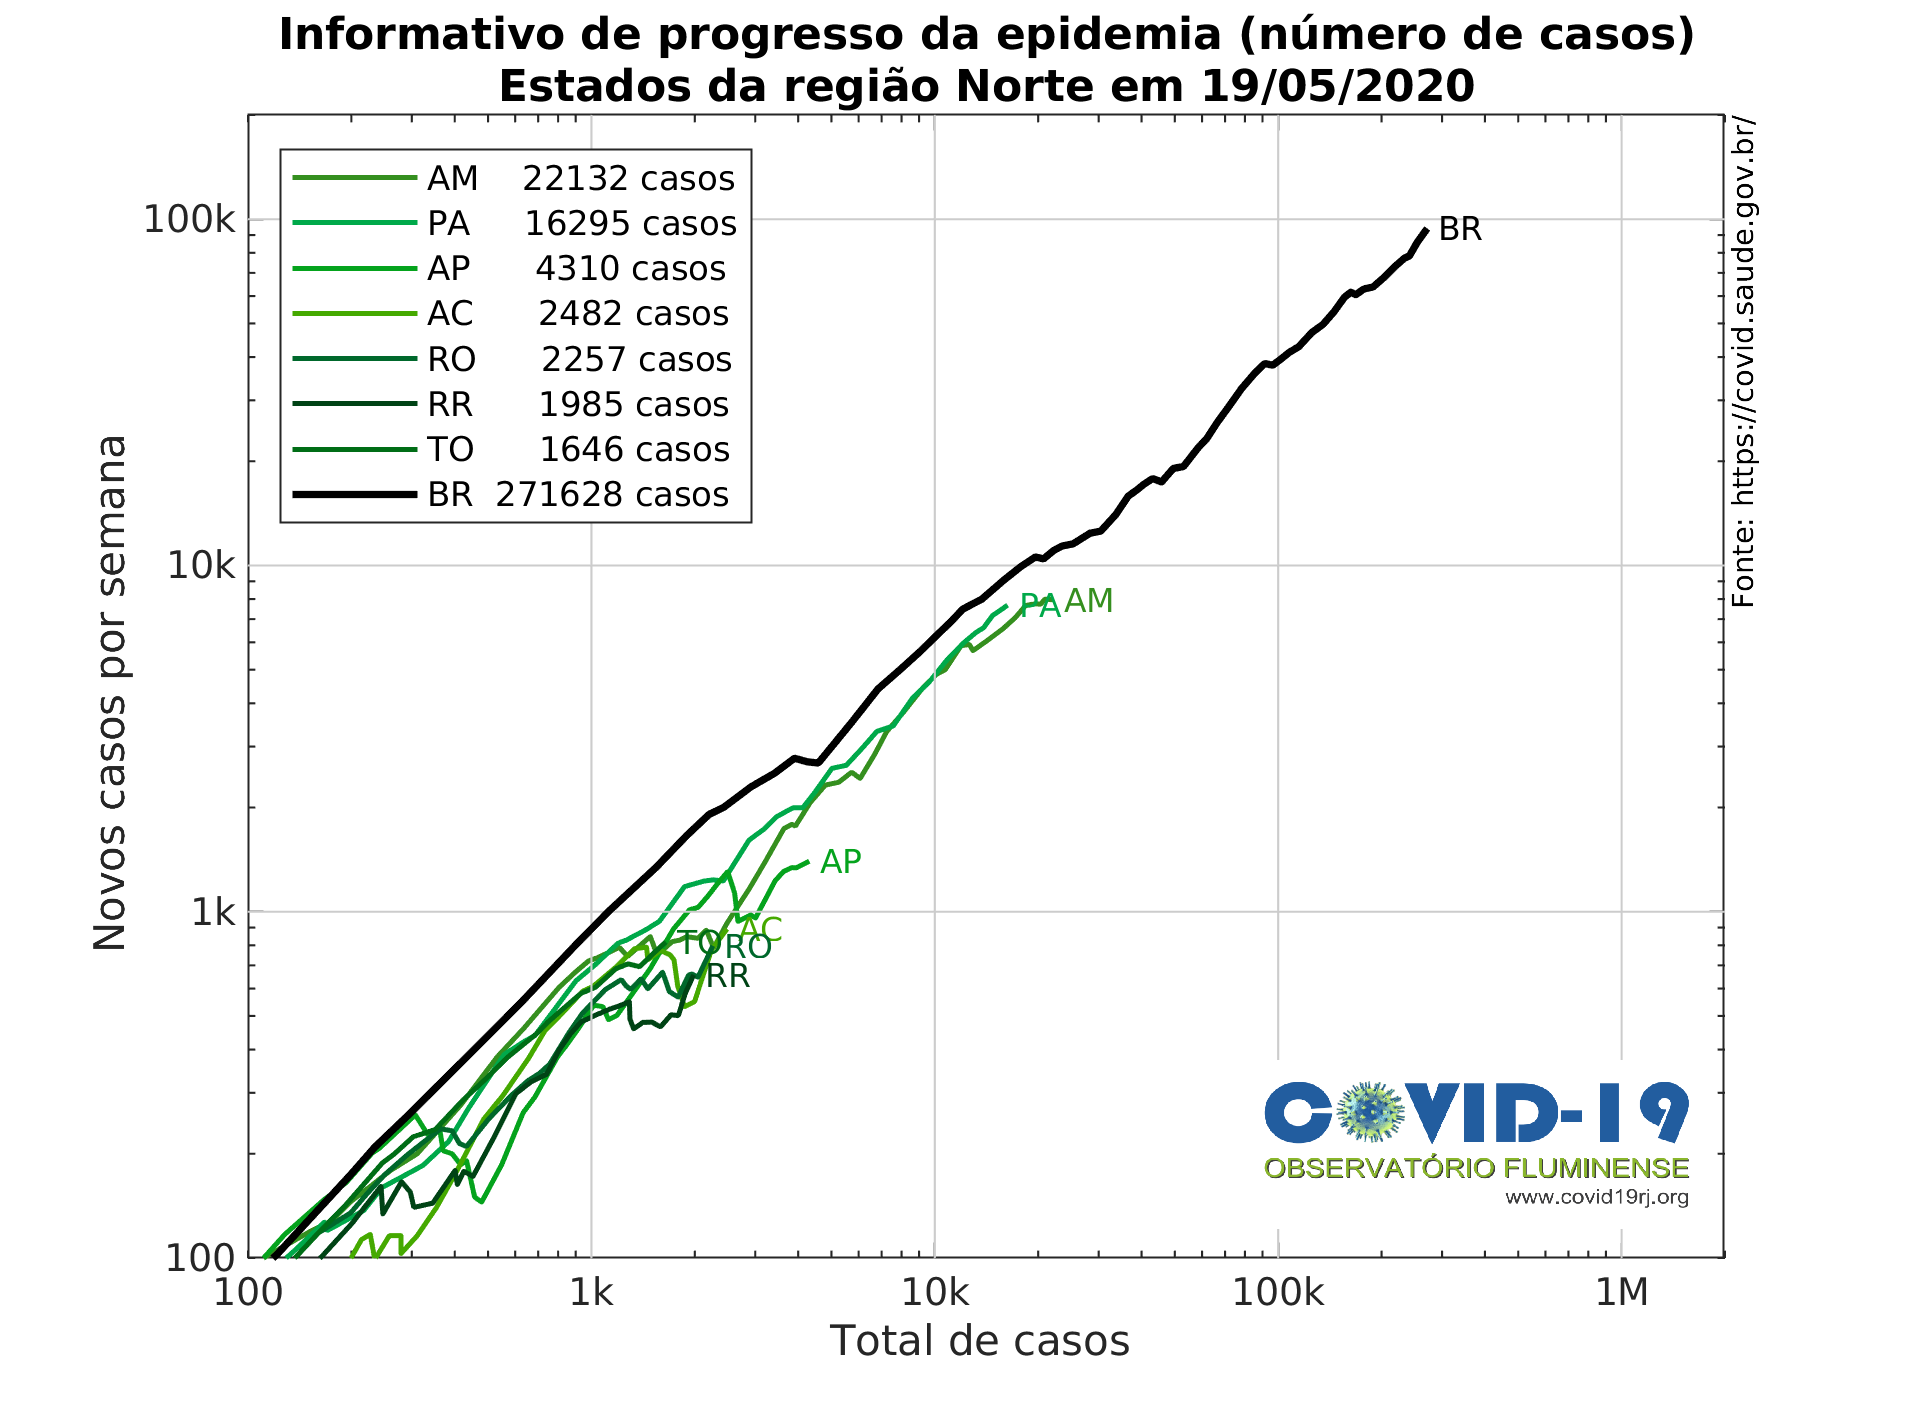 Informativo de progresso da epidemia (número de casos)
Estados da região Norte em 19/05/2020
AM 22132 casos
PA 16295 casos
AP 4310 casos
AC 2482 casos
RO 2257 casos
RR 1985 casos
TO 1646 casos
BR 271628 casos
100k
10k
1k
100
Novos casos por semana
BR
PA
AM
AP
AC
TO
RO
RR
Fonte: https://covid.saude.gov.br/
COVID-19
OBSERVATÓRIO FLUMINENSE
www.covid19rj.org
100 1k 10k 100k 1M
Total de casos